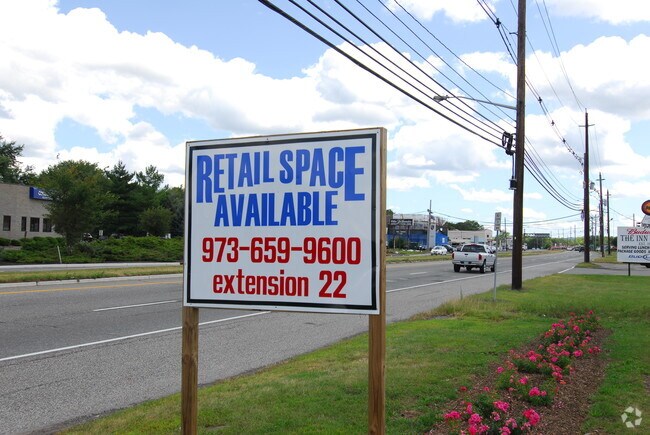 RETAIL SPACE
AVAILABLE
973-659-9600
extension 22
THE INN